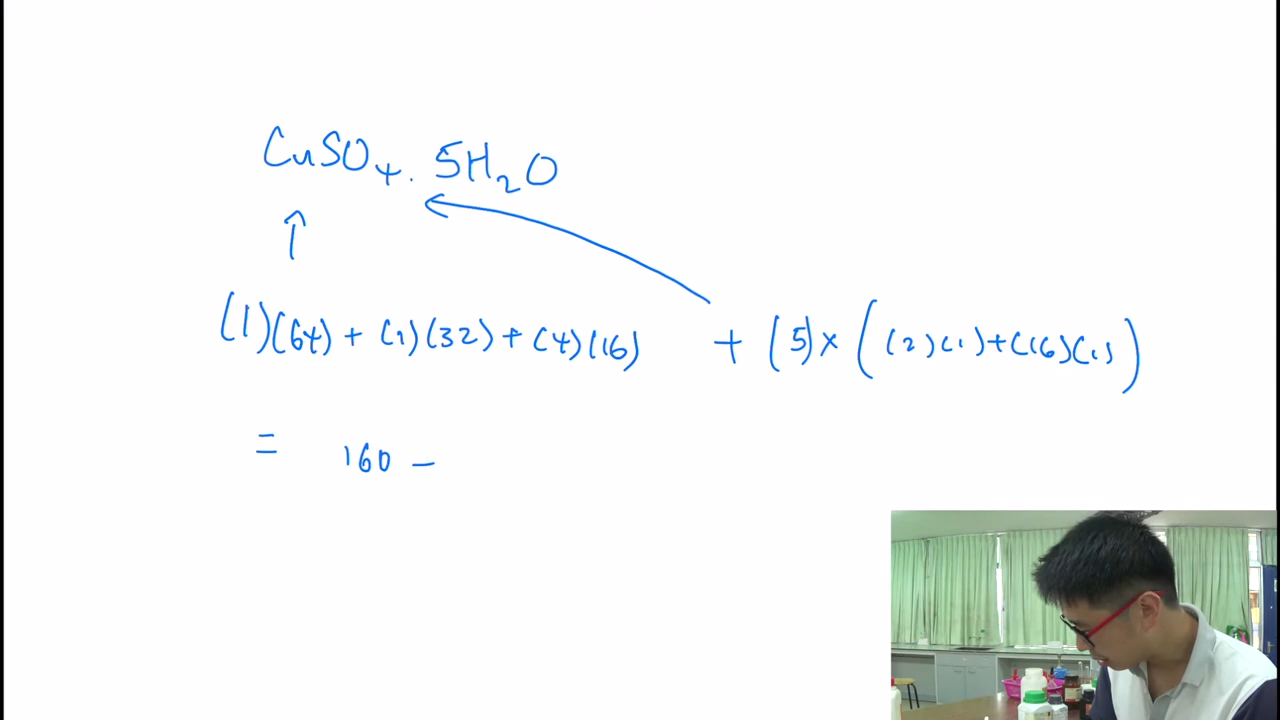 CuSO₄ . 5H₂O
(1)(64) + (1)(32) + (4)(16) + (5) × ((2)(1)+(16)(1))
= 160 –